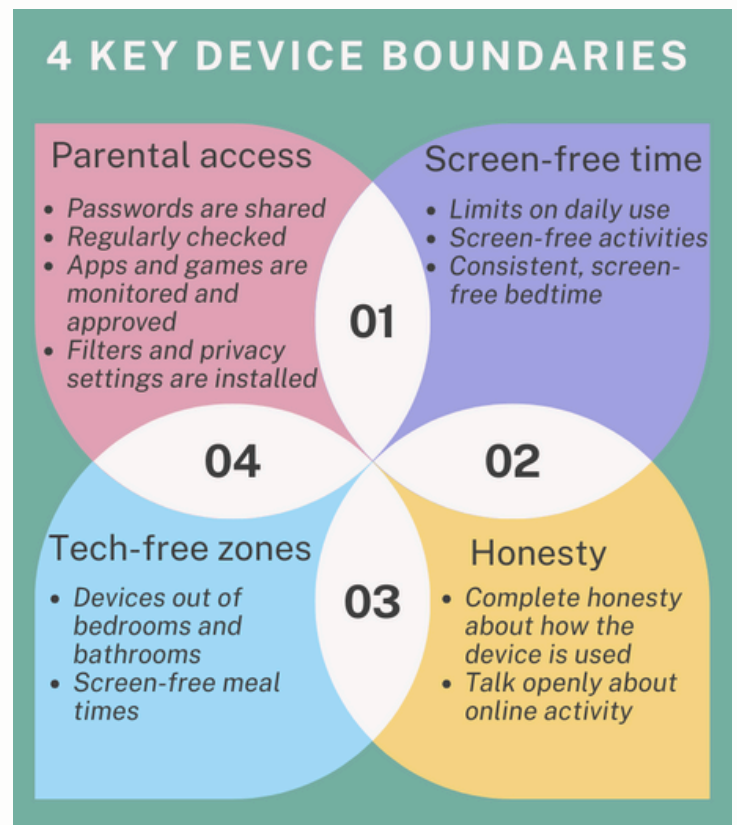 4 KEY DEVICE BOUNDARIES
Parental access
• Passwords are shared
• Regularly checked
• Apps and games are
monitored and
approved
• Filters and privacy
settings are installed
Screen-free time
• Limits on daily use
• Screen-free activities
• Consistent, screen-
free bedtime
01
04
02
03
Tech-free zones
• Devices out of
bedrooms and
bathrooms
• Screen-free meal
times
Honesty
• Complete honesty
about how the
device is used
• Talk openly about
online activity